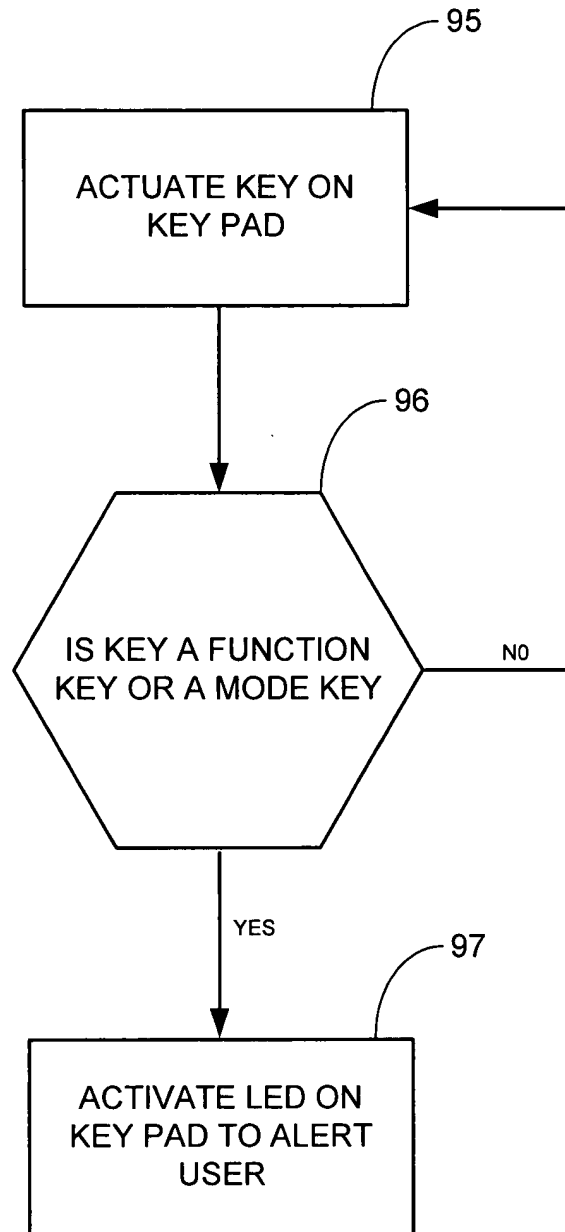 95
ACTUATE KEY ON
KEY PAD
96
IS KEY A FUNCTION
KEY OR A MODE KEY
N0
YES
97
ACTIVATE LED ON
KEY PAD TO ALERT
USER